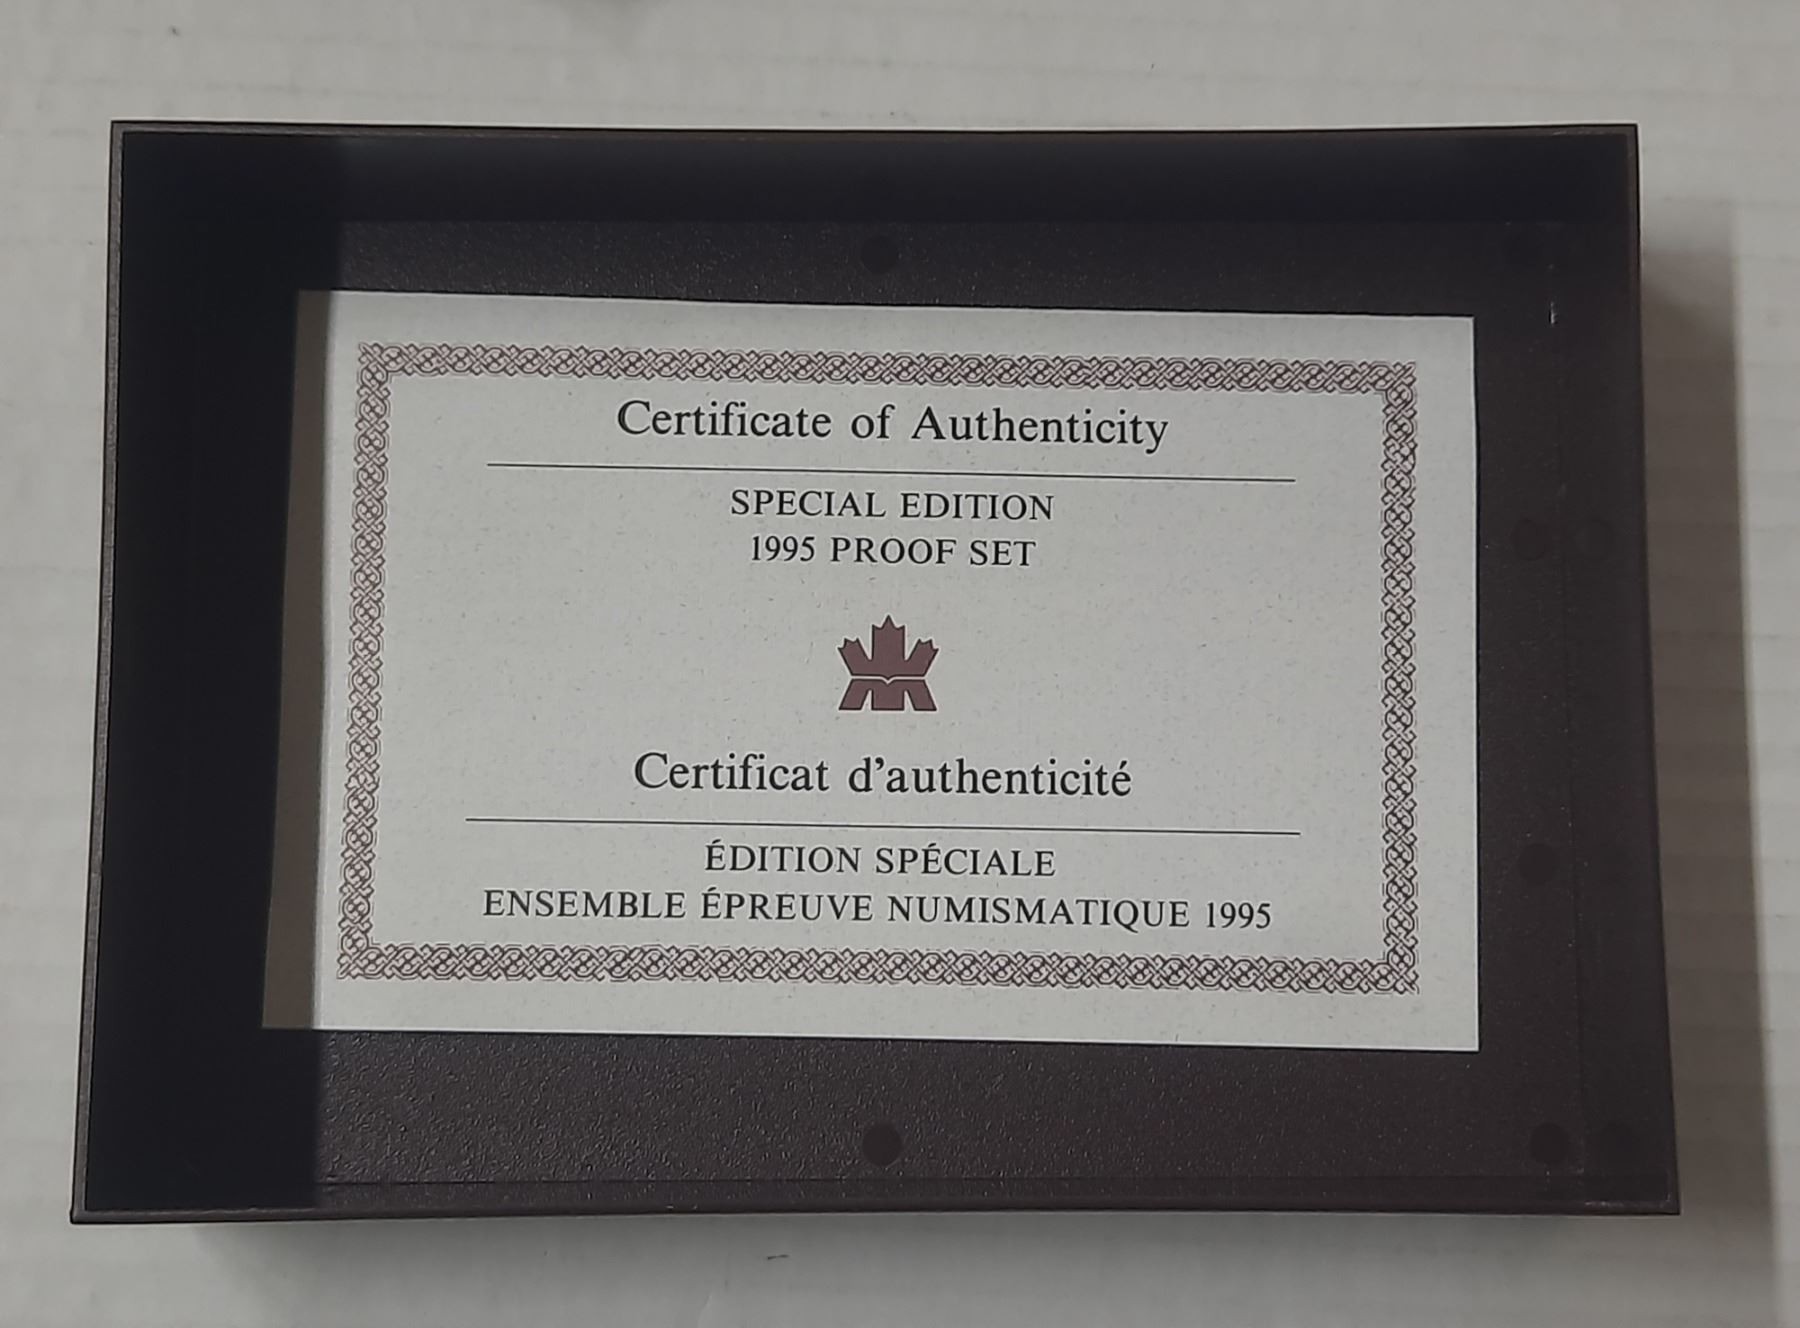 Certificate of Authenticity
SPECIAL EDITION
1995 PROOF SET
Certificat d'authenticité
ÉDITION SPÉCIALE
ENSEMBLE ÉPREUVE NUMISMATIQUE 1995